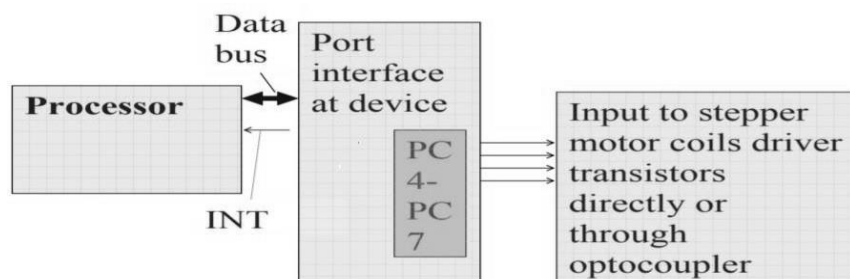 Data
bus
Port
interface
at device
Processor
INT
PC
4-
PC
7
Input to stepper
motor coils driver
transistors
directly or
through
optocoupler